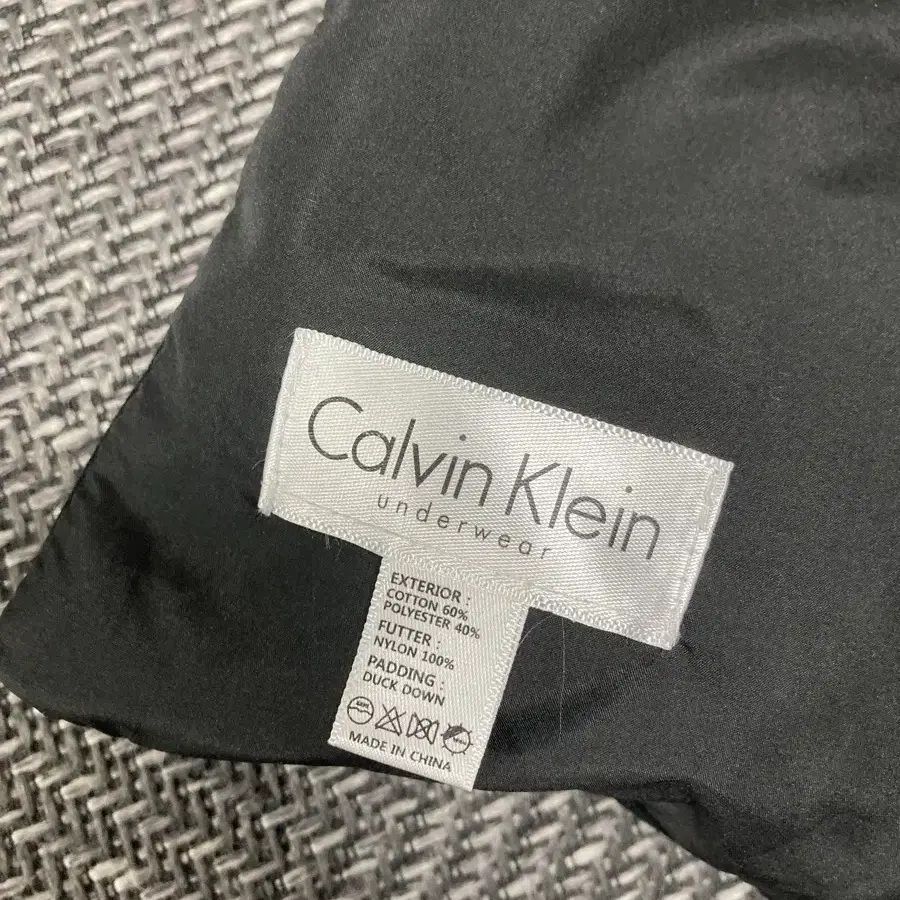 Calvin Klein
underwear
EXTERIOR :
COTTON 60%
POLYESTER 40%
FUTTER :
NYLON 100%
PADDING :
DUCK DOWN
MADE IN CHINA